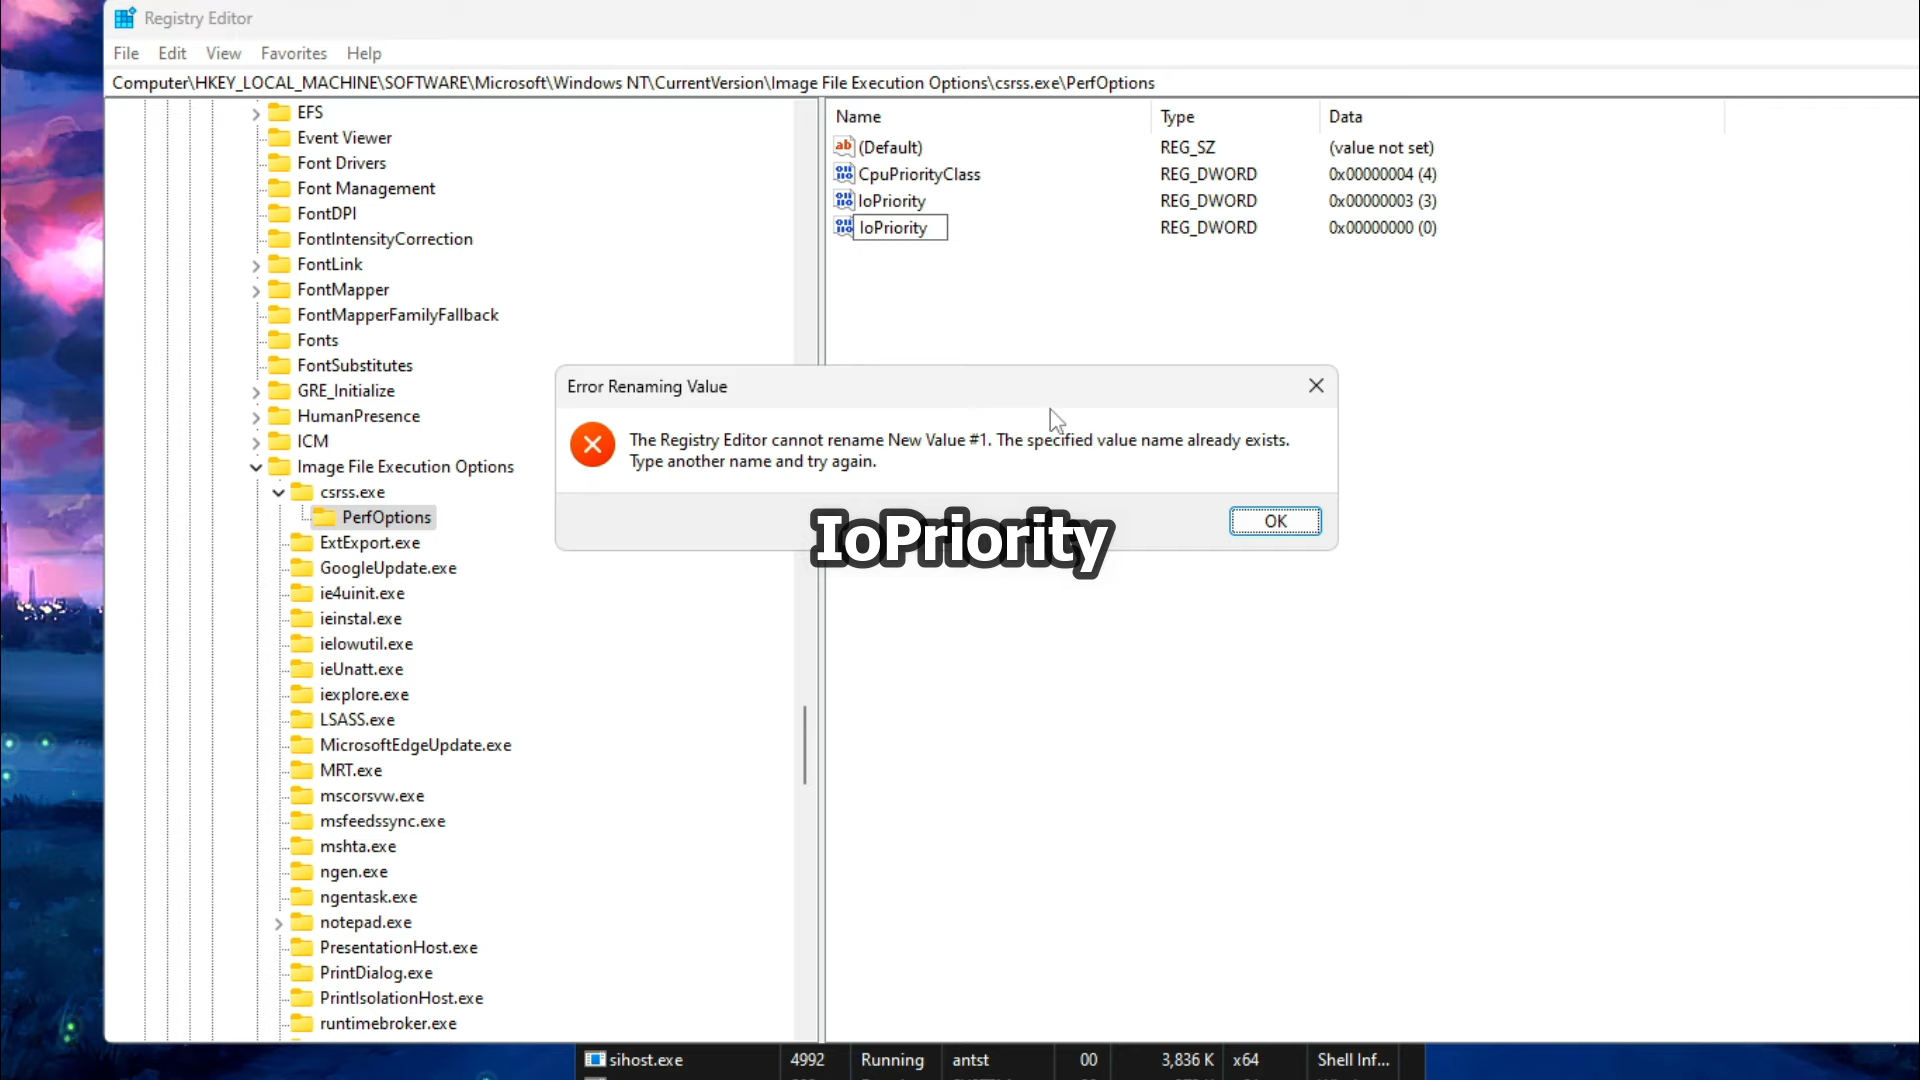 Registry Editor
File Edit View Favorites Help
Computer\HKEY_LOCAL_MACHINE\SOFTWARE\Microsoft\Windows NT\CurrentVersion\Image File Execution Options\csrss.exe\PerfOptions
EFS
Event Viewer
Font Drivers
Font Management
FontDPI
FontIntensityCorrection
FontLink
FontMapper
FontMapperFamilyFallback
Fonts
FontSubstitutes
GRE_Initialize
HumanPresence
ICM
Image File Execution Options
csrss.exe
PerfOptions
ExtExport.exe
GoogleUpdate.exe
ie4uinit.exe
ieinstal.exe
ielowutil.exe
ieUnatt.exe
iexplore.exe
LSASS.exe
MicrosoftEdgeUpdate.exe
MRT.exe
mscorsvw.exe
msfeedssync.exe
mshta.exe
ngen.exe
ngentask.exe
notepad.exe
PresentationHost.exe
PrintDialog.exe
PrintIsolationHost.exe
runtimebroker.exe
Name Type Data
(Default) REG_SZ (value not set)
CpuPriorityClass REG_DWORD 0x00000004 (4)
IoPriority REG_DWORD 0x00000003 (3)
IoPriority REG_DWORD 0x00000000 (0)
Error Renaming Value
The Registry Editor cannot rename New Value #1. The specified value name already exists.
Type another name and try again.
OK
IoPriority
sihost.exe 4992 Running antst 00 3,836 K x64 Shell Inf...